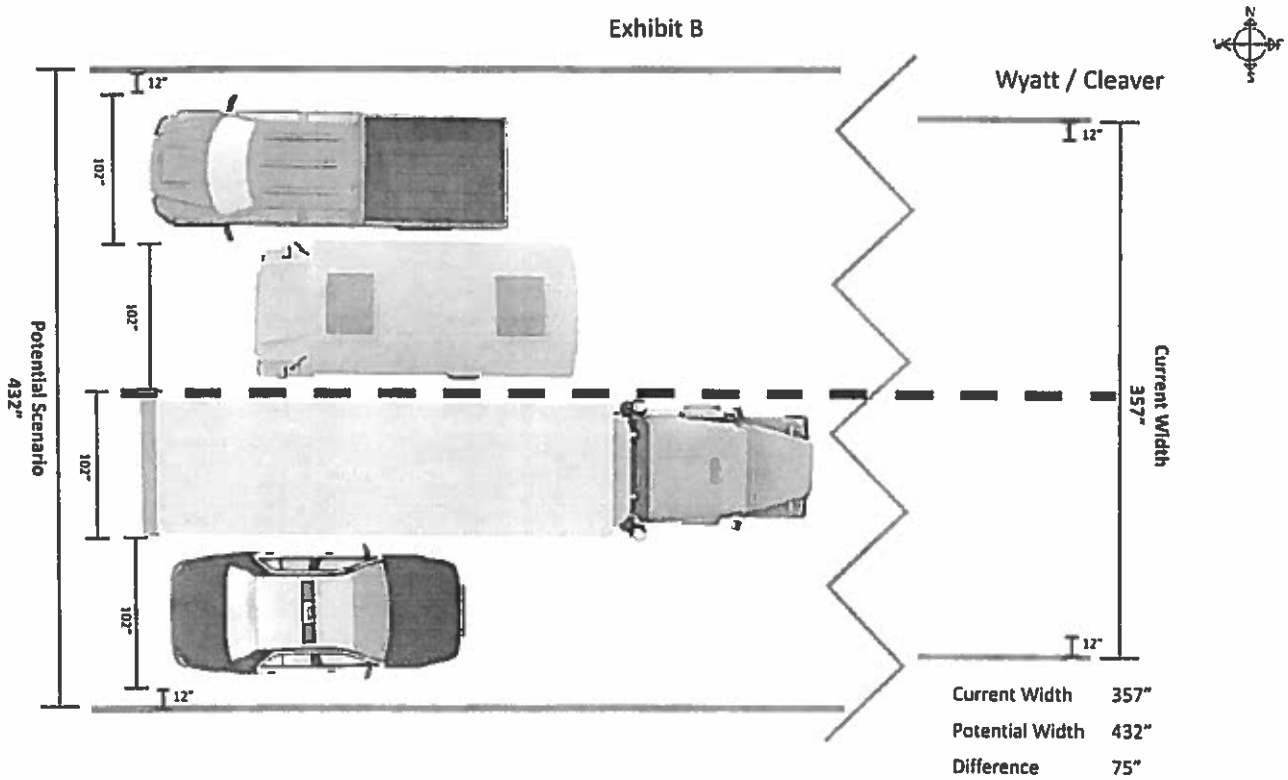 Exhibit B
N
S
Wyatt / Cleaver
12"
12"
102"
102"
Potential Scenario
432"
Current Width
357"
102"
102"
12"
12"
Current Width 357"
Potential Width 432"
Difference 75"